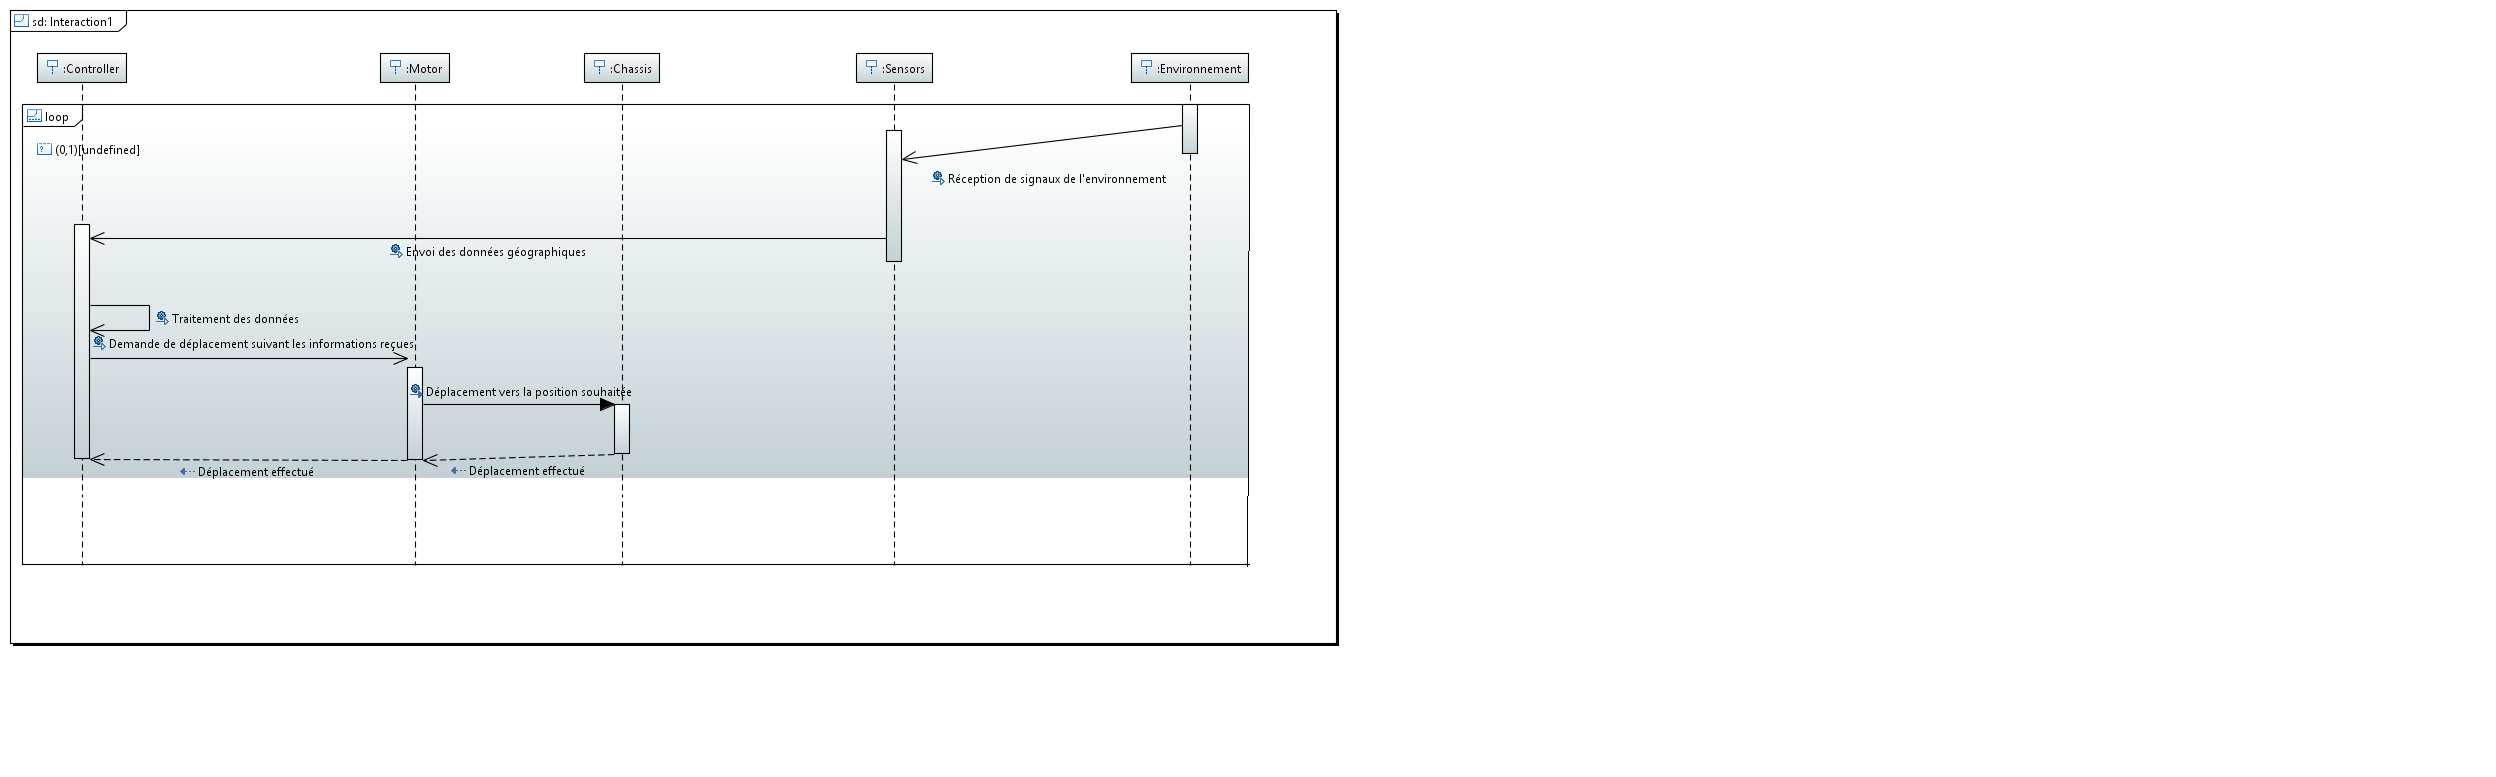 sd: Interaction1
:Controller
:Motor
:Chassis
:Sensors
:Environnement
loop
(0,1)[undefined]
Réception de signaux de l'environnement
Envoi des données géographiques
Traitement des données
Demande de déplacement suivant les informations reçues
Déplacement vers la position souhaitée
Déplacement effectué
Déplacement effectué